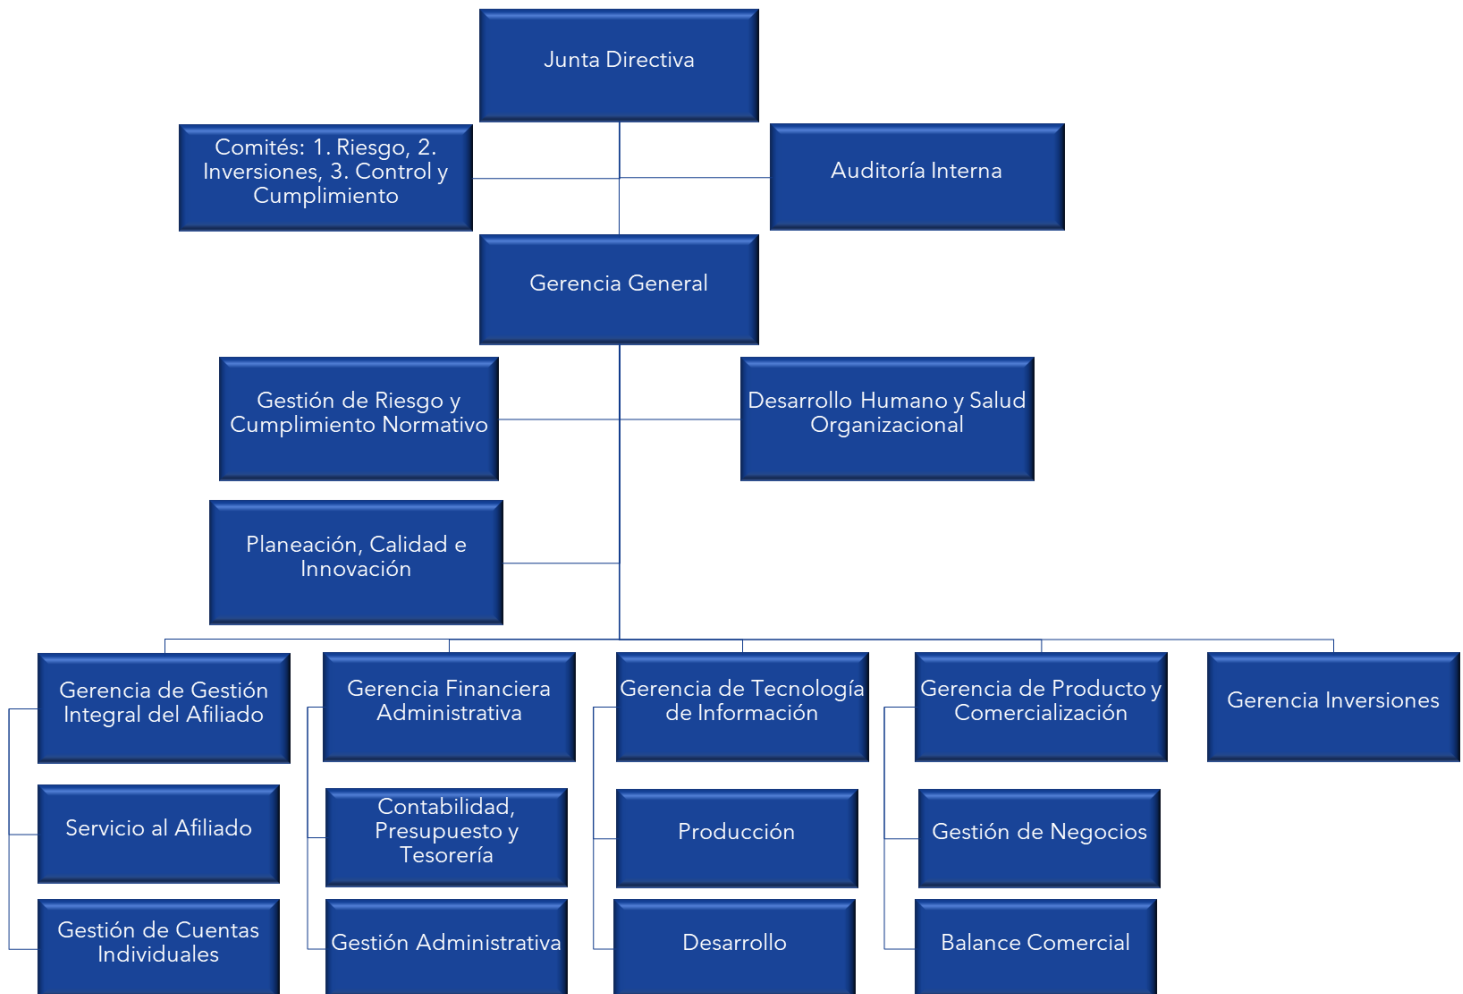 Junta Directiva
Comités: 1. Riesgo, 2.
Inversiones, 3. Control y
Cumplimiento
Auditoría Interna
Gerencia General
Gestión de Riesgo y
Cumplimiento Normativo
Desarrollo Humano y Salud
Organizacional
Planeación, Calidad e
Innovación
Gerencia de Gestión
Integral del Afiliado
Gerencia Financiera
Administrativa
Gerencia de Tecnología
de Información
Gerencia de Producto y
Comercialización
Gerencia Inversiones
Servicio al Afiliado
Contabilidad,
Presupuesto y
Tesorería
Producción
Gestión de Negocios
Gestión de Cuentas
Individuales
Gestión Administrativa
Desarrollo
Balance Comercial